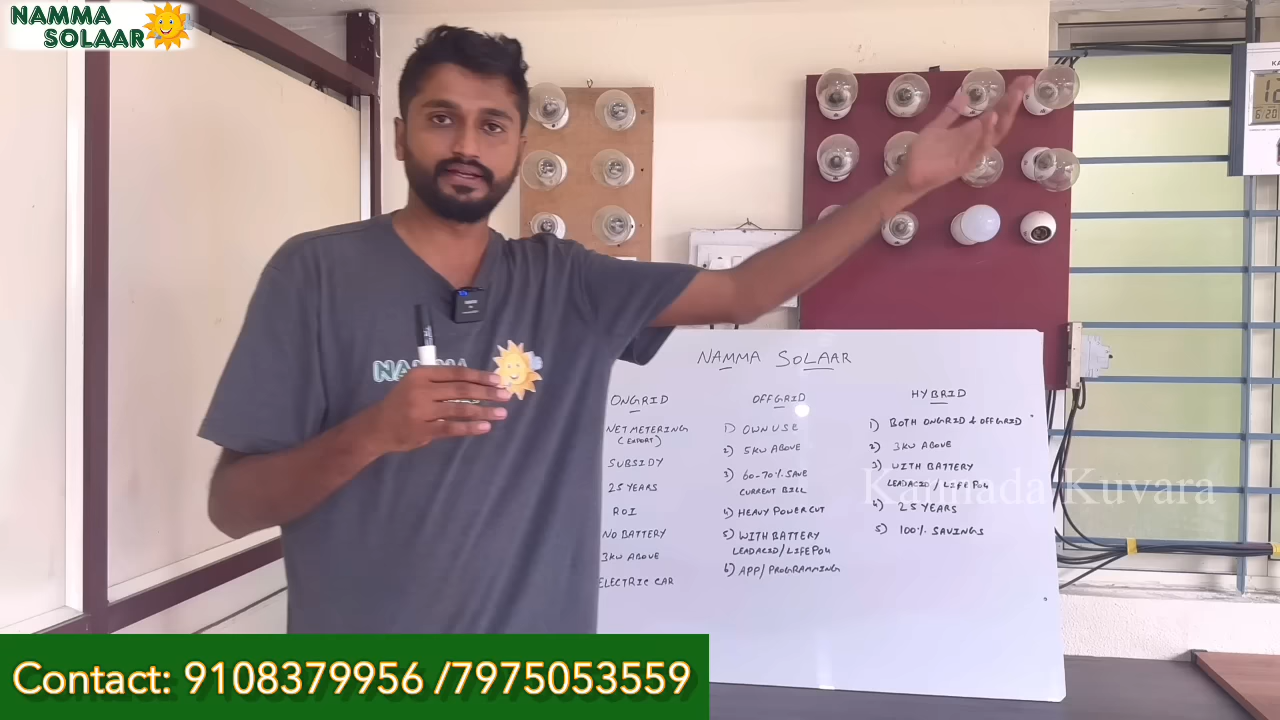 NAMMA
SOLAAR
NAMMA SOLAAR
ONGRID
NETMETERING
(EXPORT)
SUBSIDY
25 YEARS
ROI
NO BATTERY
3KW ABOVE
ELECTRIC CAR
OFFGRID
1) OWN USE
2) 5KW ABOVE
3) 60-70% SAVE
CURRENT BILL
4) HEAVY POWERCUT
5) WITH BATTERY
LEADACID/LIFEPO4
6) APP/PROGRAMMING
HYBRID
1) BOTH ONGRID & OFFGRID
2) 3KW ABOVE
3) WITH BATTERY
LEADACID/LIFEPO4
4) 25 YEARS
5) 100% SAVINGS
Kannada Kuvara
Contact: 9108379956 /7975053559